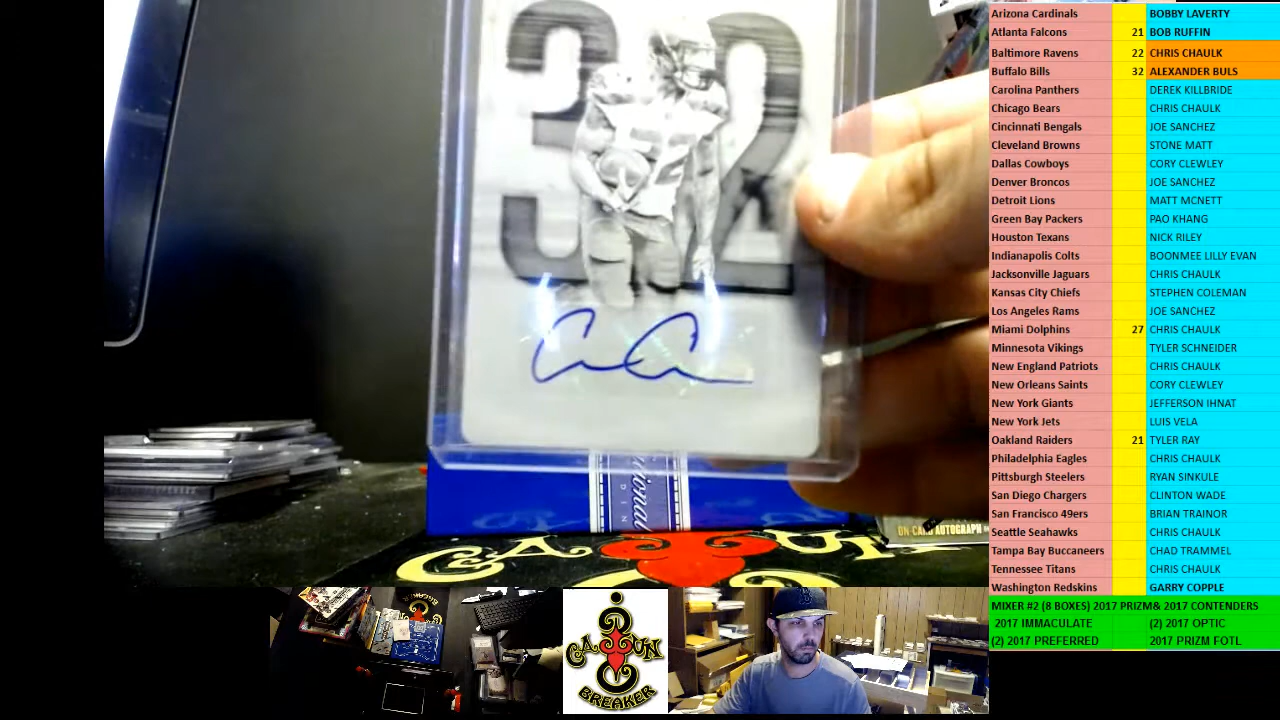 32
32
ional
ON-CARD AUTOGRAPH
CAJUN
CAJUN
BREAKER
Arizona Cardinals BOBBY LAVERTY
Atlanta Falcons 21 BOB RUFFIN
Baltimore Ravens 22 CHRIS CHAULK
Buffalo Bills 32 ALEXANDER BULS
Carolina Panthers DEREK KILLBRIDE
Chicago Bears CHRIS CHAULK
Cincinnati Bengals JOE SANCHEZ
Cleveland Browns STONE MATT
Dallas Cowboys CORY CLEWLEY
Denver Broncos JOE SANCHEZ
Detroit Lions MATT MCNETT
Green Bay Packers PAO KHANG
Houston Texans NICK RILEY
Indianapolis Colts BOONMEE LILLY EVAN
Jacksonville Jaguars CHRIS CHAULK
Kansas City Chiefs STEPHEN COLEMAN
Los Angeles Rams JOE SANCHEZ
Miami Dolphins 27 CHRIS CHAULK
Minnesota Vikings TYLER SCHNEIDER
New England Patriots CHRIS CHAULK
New Orleans Saints CORY CLEWLEY
New York Giants JEFFERSON IHNAT
New York Jets LUIS VELA
Oakland Raiders 21 TYLER RAY
Philadelphia Eagles CHRIS CHAULK
Pittsburgh Steelers RYAN SINKULE
San Diego Chargers CLINTON WADE
San Francisco 49ers BRIAN TRAINOR
Seattle Seahawks CHRIS CHAULK
Tampa Bay Buccaneers CHAD TRAMMEL
Tennessee Titans CHRIS CHAULK
Washington Redskins GARRY COPPLE
MIXER #2 (8 BOXES) 2017 PRIZM& 2017 CONTENDERS
2017 IMMACULATE (2) 2017 OPTIC
(2) 2017 PREFERRED 2017 PRIZM FOTL